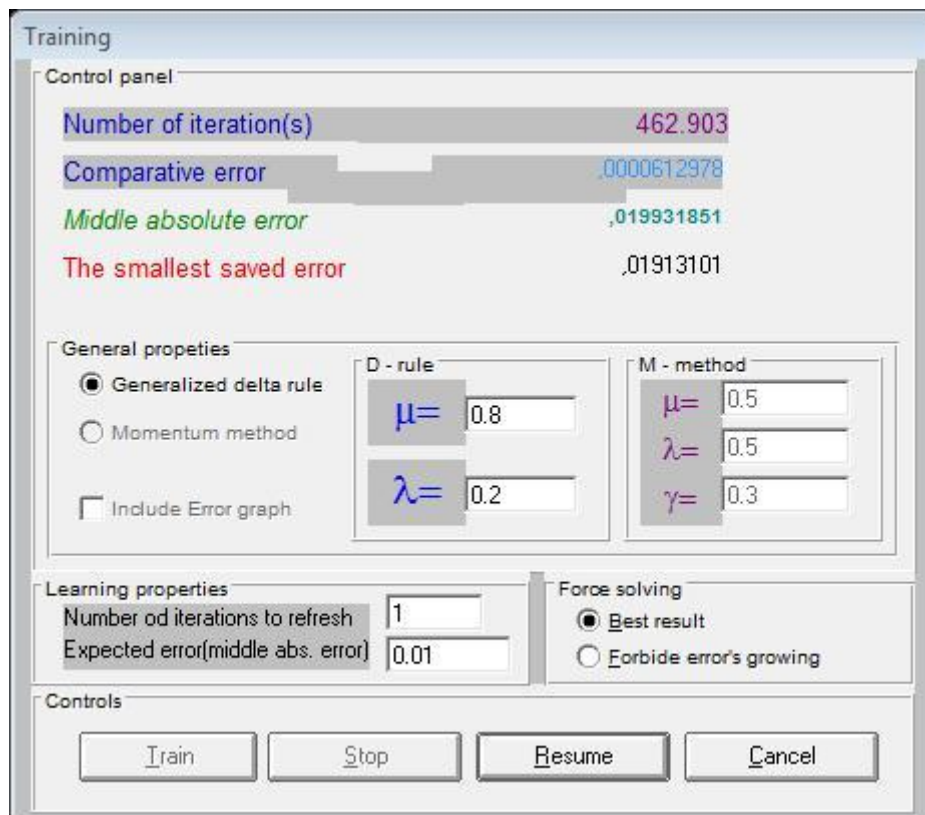 Training
Control panel
Number of iteration(s) 462.903
Comparative error ,0000612978
Middle absolute error ,019931851
The smallest saved error ,01913101
General propeties
Generalized delta rule
Momentum method
Include Error graph
D - rule
μ= 0.8
λ= 0.2
M - method
μ= 0.5
λ= 0.5
γ= 0.3
Learning properties
Number od iterations to refresh 1
Expected error(middle abs. error) 0.01
Force solving
Best result
Forbide error's growing
Controls
Train Stop Resume Cancel